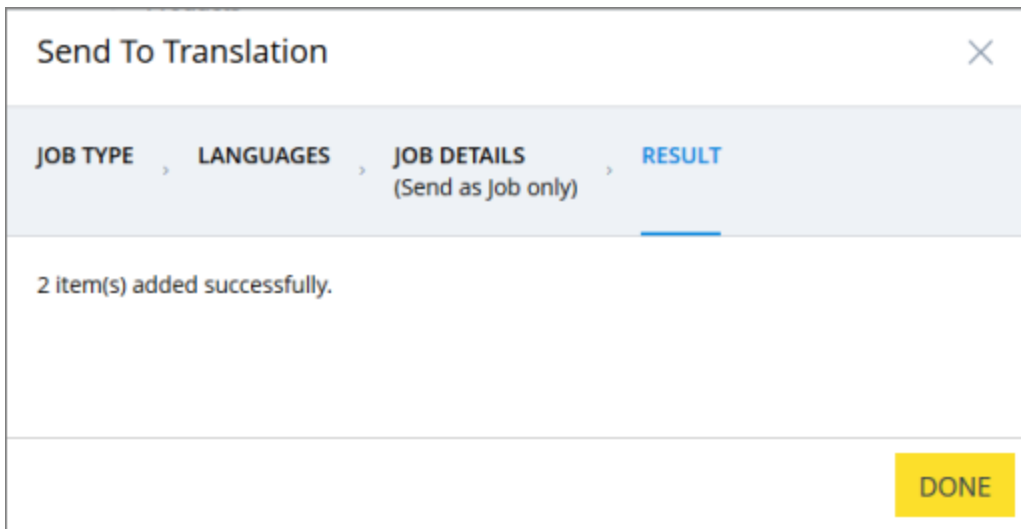 Send To Translation
JOB TYPE › LANGUAGES › JOB DETAILS › RESULT
(Send as Job only)
2 item(s) added successfully.
DONE